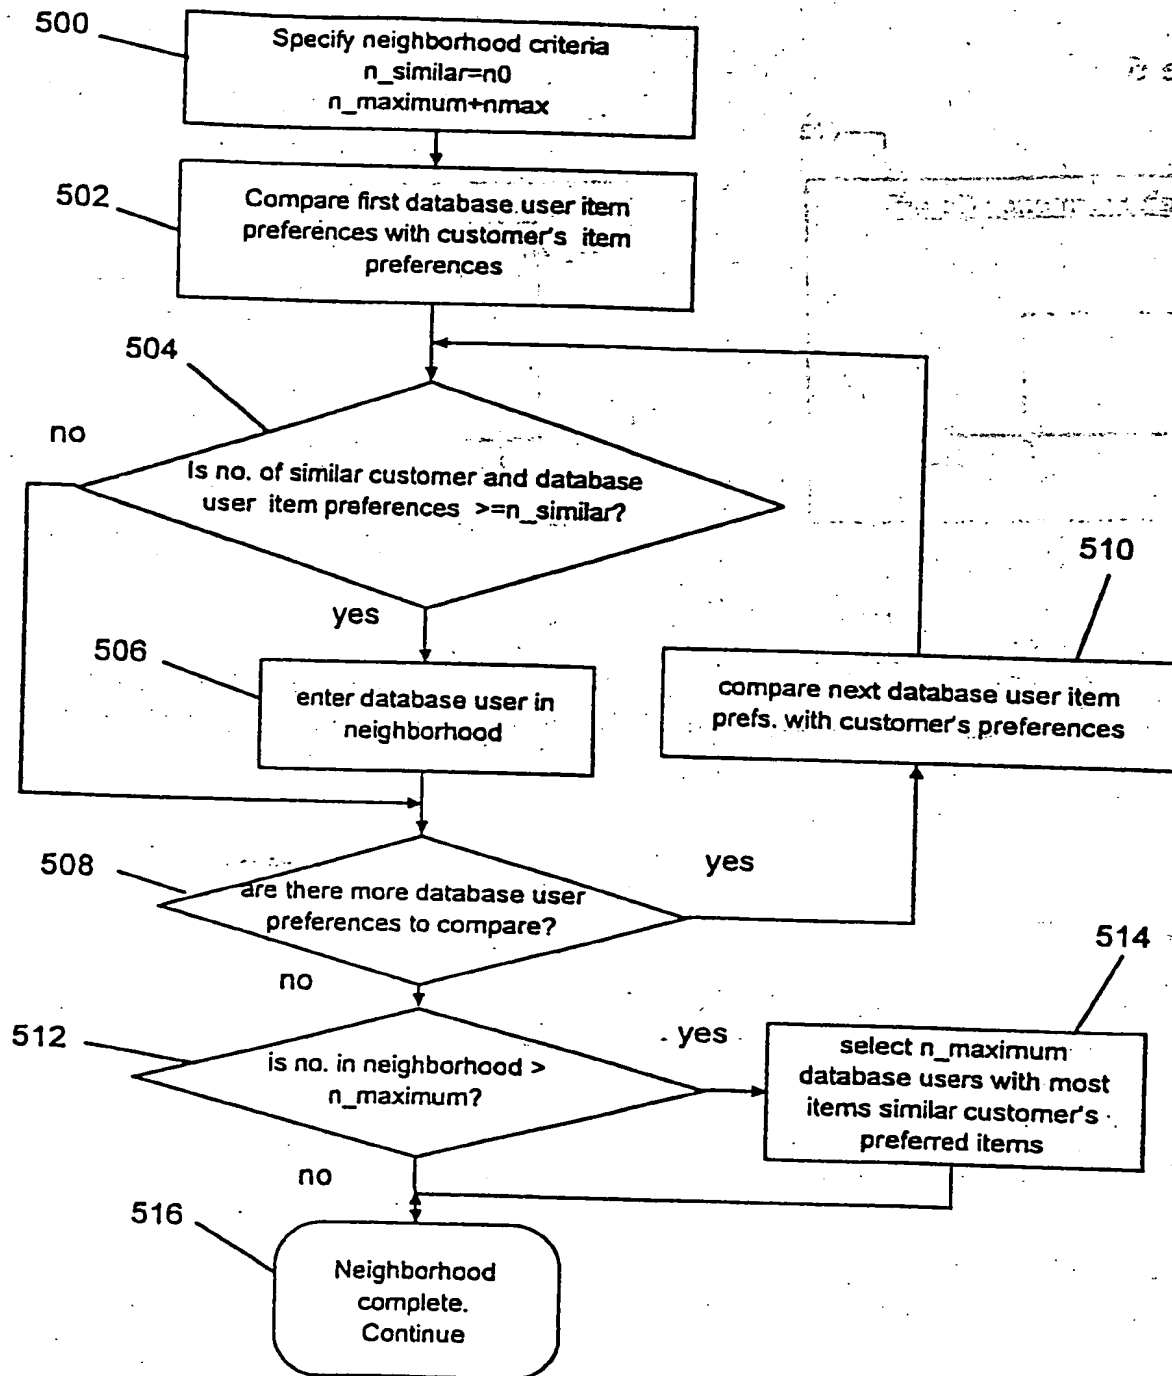 500
Specify neighborhood criteria
n_similar=n0
n_maximum+nmax
502
Compare first database user item
preferences with customer's item
preferences
504
no
Is no. of similar customer and database
user item preferences >=n_similar?
yes
510
506
enter database user in
neighborhood
compare next database user item
prefs. with customer's preferences
508
yes
are there more database user
preferences to compare?
no
514
512
yes
is no. in neighborhood >
n_maximum?
select n_maximum
database users with most
items similar customer's
preferred items
no
516
Neighborhood
complete.
Continue